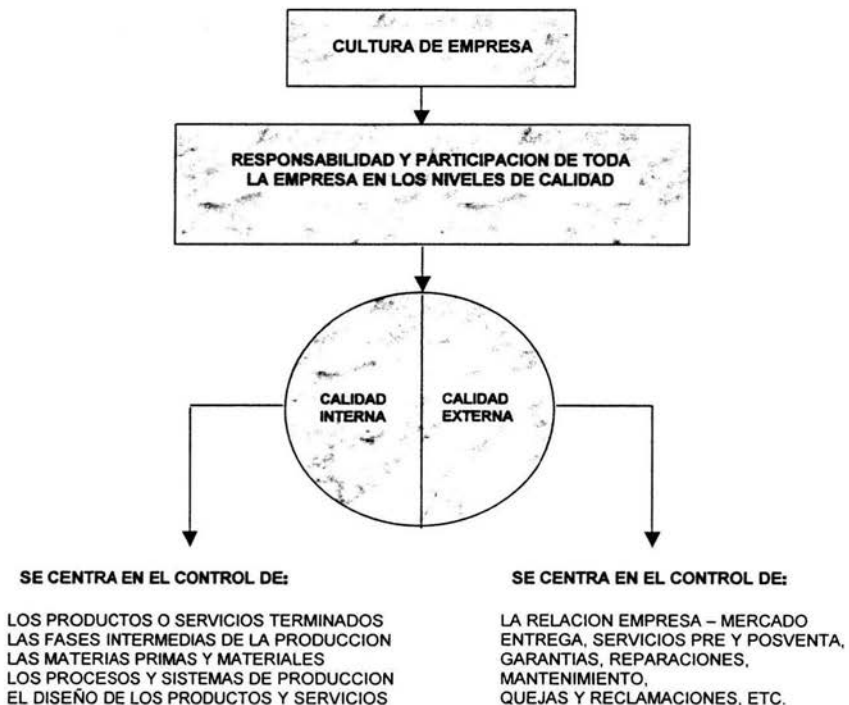 CULTURA DE EMPRESA
RESPONSABILIDAD Y PARTICIPACION DE TODA
LA EMPRESA EN LOS NIVELES DE CALIDAD
CALIDAD
INTERNA
CALIDAD
EXTERNA
SE CENTRA EN EL CONTROL DE:
LOS PRODUCTOS O SERVICIOS TERMINADOS
LAS FASES INTERMEDIAS DE LA PRODUCCION
LAS MATERIAS PRIMAS Y MATERIALES
LOS PROCESOS Y SISTEMAS DE PRODUCCION
EL DISEÑO DE LOS PRODUCTOS Y SERVICIOS
SE CENTRA EN EL CONTROL DE:
LA RELACION EMPRESA – MERCADO
ENTREGA, SERVICIOS PRE Y POSVENTA,
GARANTIAS, REPARACIONES,
MANTENIMIENTO,
QUEJAS Y RECLAMACIONES, ETC.